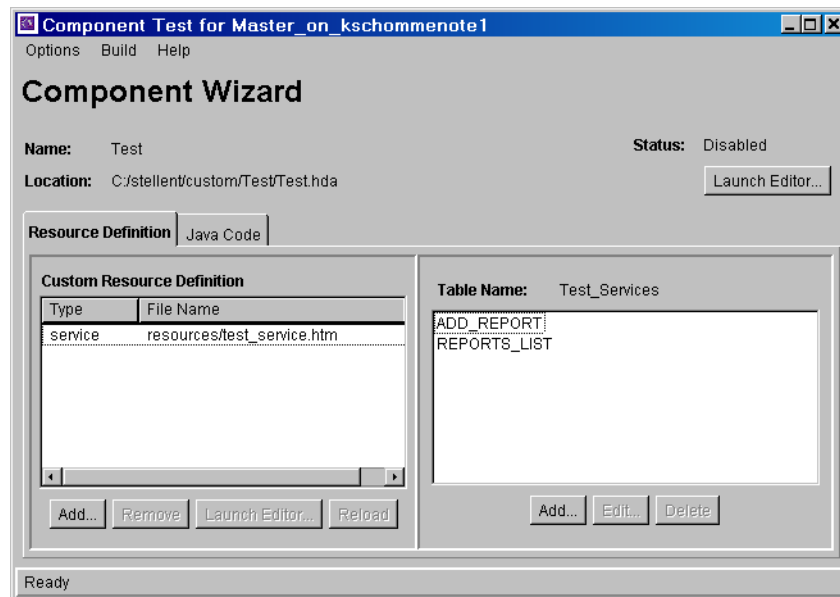 Component Test for Master_on_kschommenote1
Options Build Help
Component Wizard
Name: Test
Status: Disabled
Location: C:/stellent/custom/Test/Test.hda
Launch Editor...
Resource Definition Java Code
Custom Resource Definition
Type File Name
service resources/test_service.htm
Add... Remove Launch Editor... Reload
Table Name: Test_Services
ADD_REPORT
REPORTS_LIST
Add... Edit... Delete
Ready